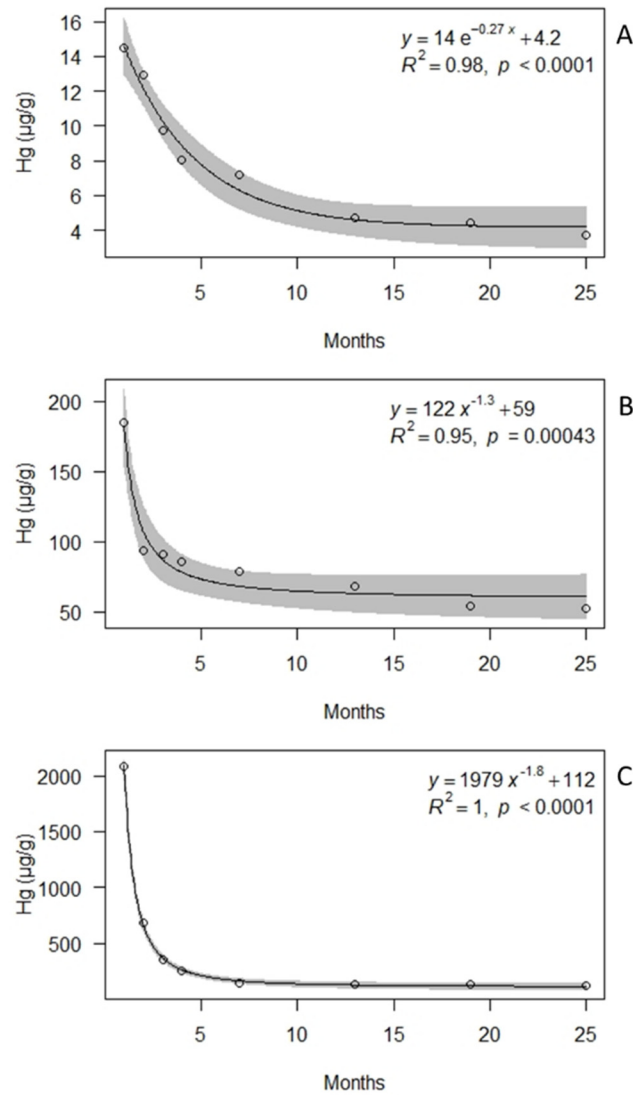 A
y = 14 e^−0.27 x + 4.2
R² = 0.98, p < 0.0001
16
14
12
10
8
6
4
Hg (µg/g)
5 10 15 20 25
Months
B
y = 122 x^-1.3 + 59
R² = 0.95, p = 0.00043
200
150
100
50
Hg (µg/g)
5 10 15 20 25
Months
C
y = 1979 x^-1.8 + 112
R² = 1, p < 0.0001
2000
1500
1000
500
Hg (µg/g)
5 10 15 20 25
Months